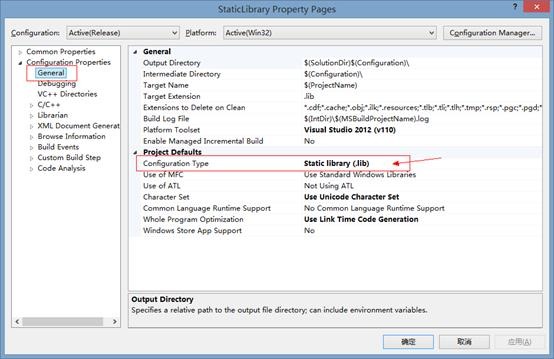 StaticLibrary Property Pages
Configuration: Active(Release) Platform: Active(Win32) Configuration Manager...
Common Properties
Configuration Properties
General
Debugging
VC++ Directories
C/C++
Librarian
XML Document Generat
Browse Information
Build Events
Custom Build Step
Code Analysis
General
Output Directory $(SolutionDir)$(Configuration)\
Intermediate Directory $(Configuration)\
Target Name $(ProjectName)
Target Extension .lib
Extensions to Delete on Clean *.cdf;*.cache;*.obj;*.ilk;*.resources;*.tlb;*.tli;*.tlh;*.tmp;*.rsp;*.pgc;*.pgd;*
Build Log File $(IntDir)\$(MSBuildProjectName).log
Platform Toolset Visual Studio 2012 (v110)
Enable Managed Incremental Build No
Project Defaults
Configuration Type Static library (.lib)
Use of MFC Use Standard Windows Libraries
Use of ATL Not Using ATL
Character Set Use Unicode Character Set
Common Language Runtime Support No Common Language Runtime Support
Whole Program Optimization Use Link Time Code Generation
Windows Store App Support No
Output Directory
Specifies a relative path to the output file directory; can include environment variables.
确定 取消 应用(A)